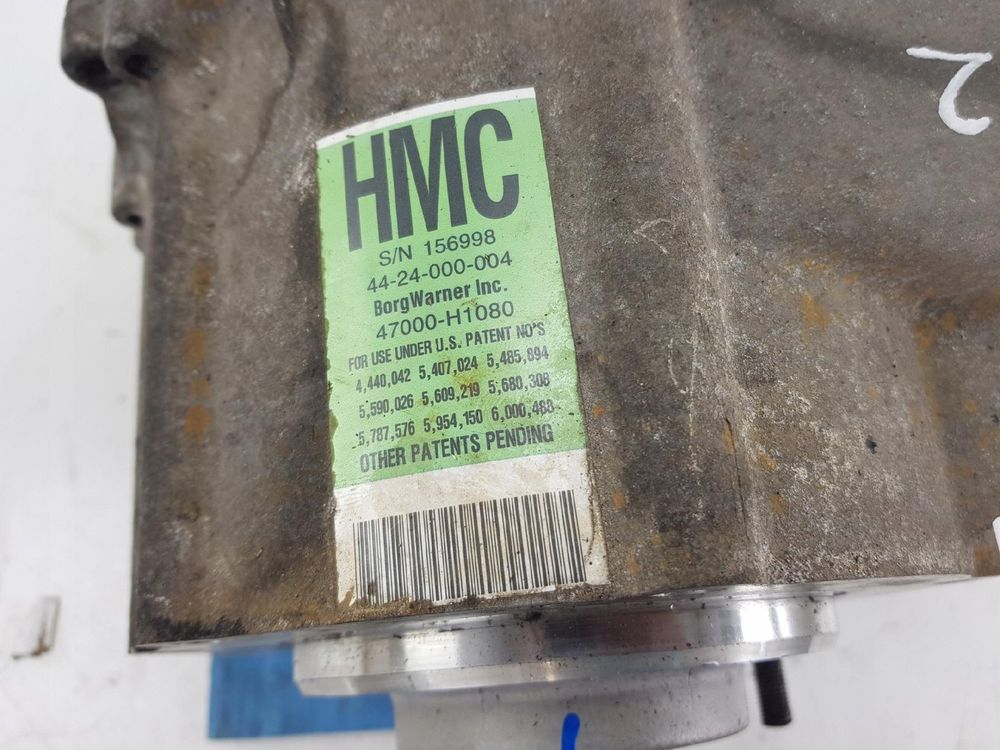 HMC
S/N 156998
44-24-000-004
BorgWarner Inc.
47000-H1080
FOR USE UNDER U.S. PATENT NO'S
4,440,042 5,407,024 5,485,894
5,590,026 5,609,219 5,680,308
5,787,576 5,954,150 6,000,488
OTHER PATENTS PENDING
2